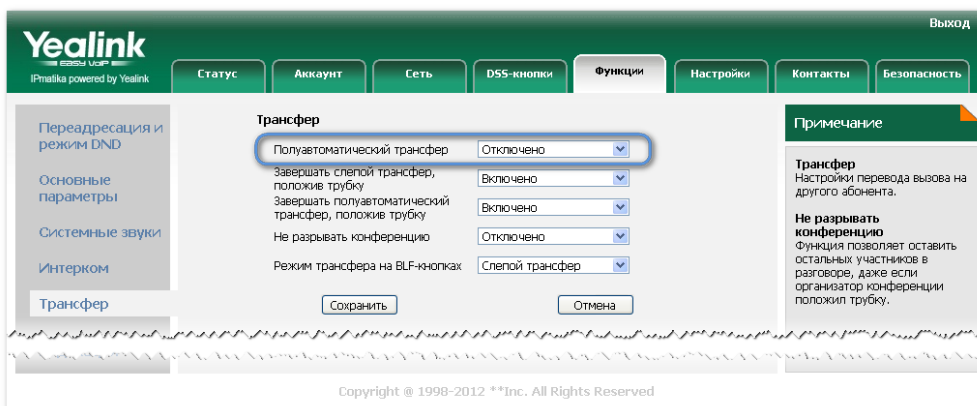 Выход
Yealink
EASY VoIP
IPmatika powered by Yealink
Статус
Аккаунт
Сеть
DSS-кнопки
Функции
Настройки
Контакты
Безопасность
Переадресация и
режим DND
Основные
параметры
Системные звуки
Интерком
Трансфер
Трансфер
Полуавтоматический трансфер
Отключено
Завершать слепой трансфер,
положив трубку
Включено
Завершать полуавтоматический
трансфер, положив трубку
Включено
Не разрывать конференцию
Отключено
Режим трансфера на BLF-кнопках
Слепой трансфер
Сохранить
Отмена
Примечание
Трансфер
Настройки перевода вызова на
другого абонента.
Не разрывать
конференцию
Функция позволяет оставить
остальных участников в
разговоре, даже если
организатор конференции
положил трубку.
Copyright @ 1998-2012 **Inc. All Rights Reserved